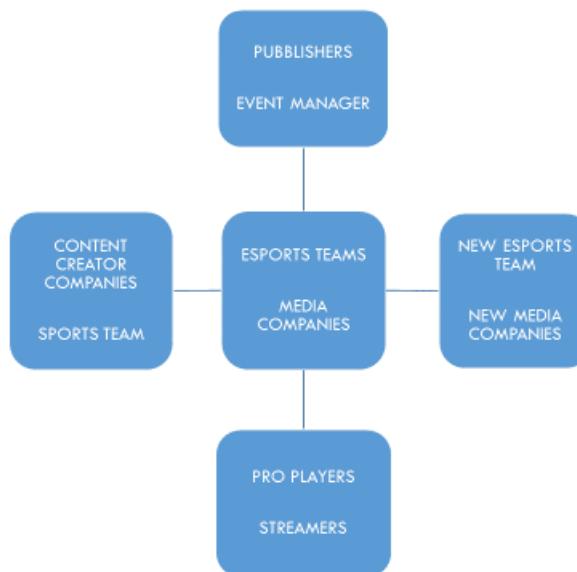 PUBBLISHERS
EVENT MANAGER
CONTENT
CREATOR
COMPANIES
SPORTS TEAM
ESPORTS TEAMS
MEDIA
COMPANIES
NEW ESPORTS
TEAM
NEW MEDIA
COMPANIES
PRO PLAYERS
STREAMERS